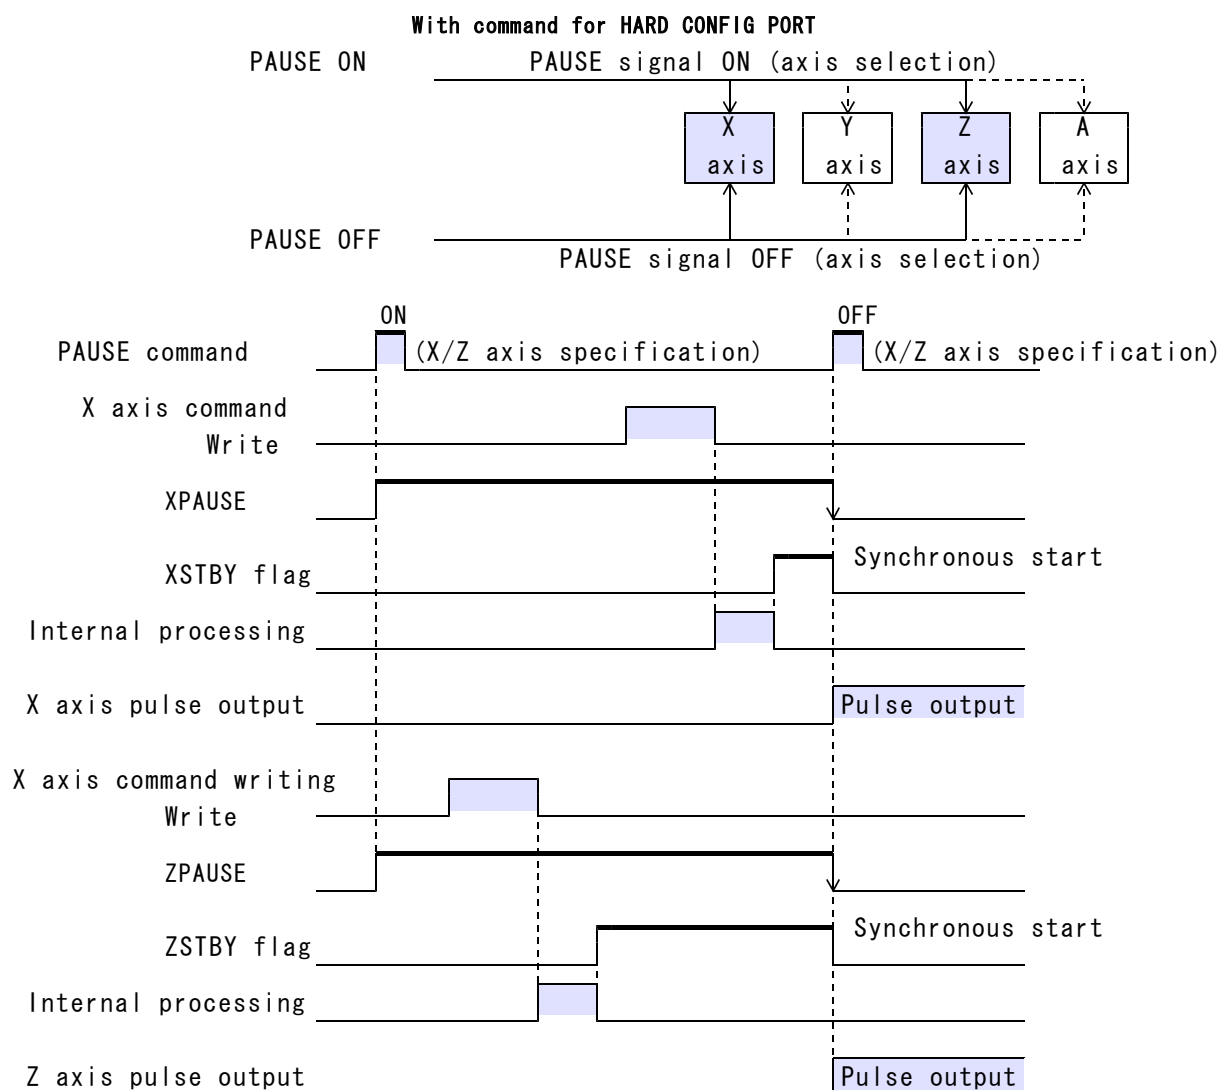 With command for HARD CONFIG PORT
PAUSE ON
PAUSE signal ON (axis selection)
X axis
Y axis
Z axis
A axis
PAUSE OFF
PAUSE signal OFF (axis selection)
ON
OFF
PAUSE command
(X/Z axis specification)
(X/Z axis specification)
X axis command
Write
XPAUSE
XSTBY flag
Synchronous start
Internal processing
X axis pulse output
Pulse output
X axis command writing
Write
ZPAUSE
ZSTBY flag
Synchronous start
Internal processing
Z axis pulse output
Pulse output